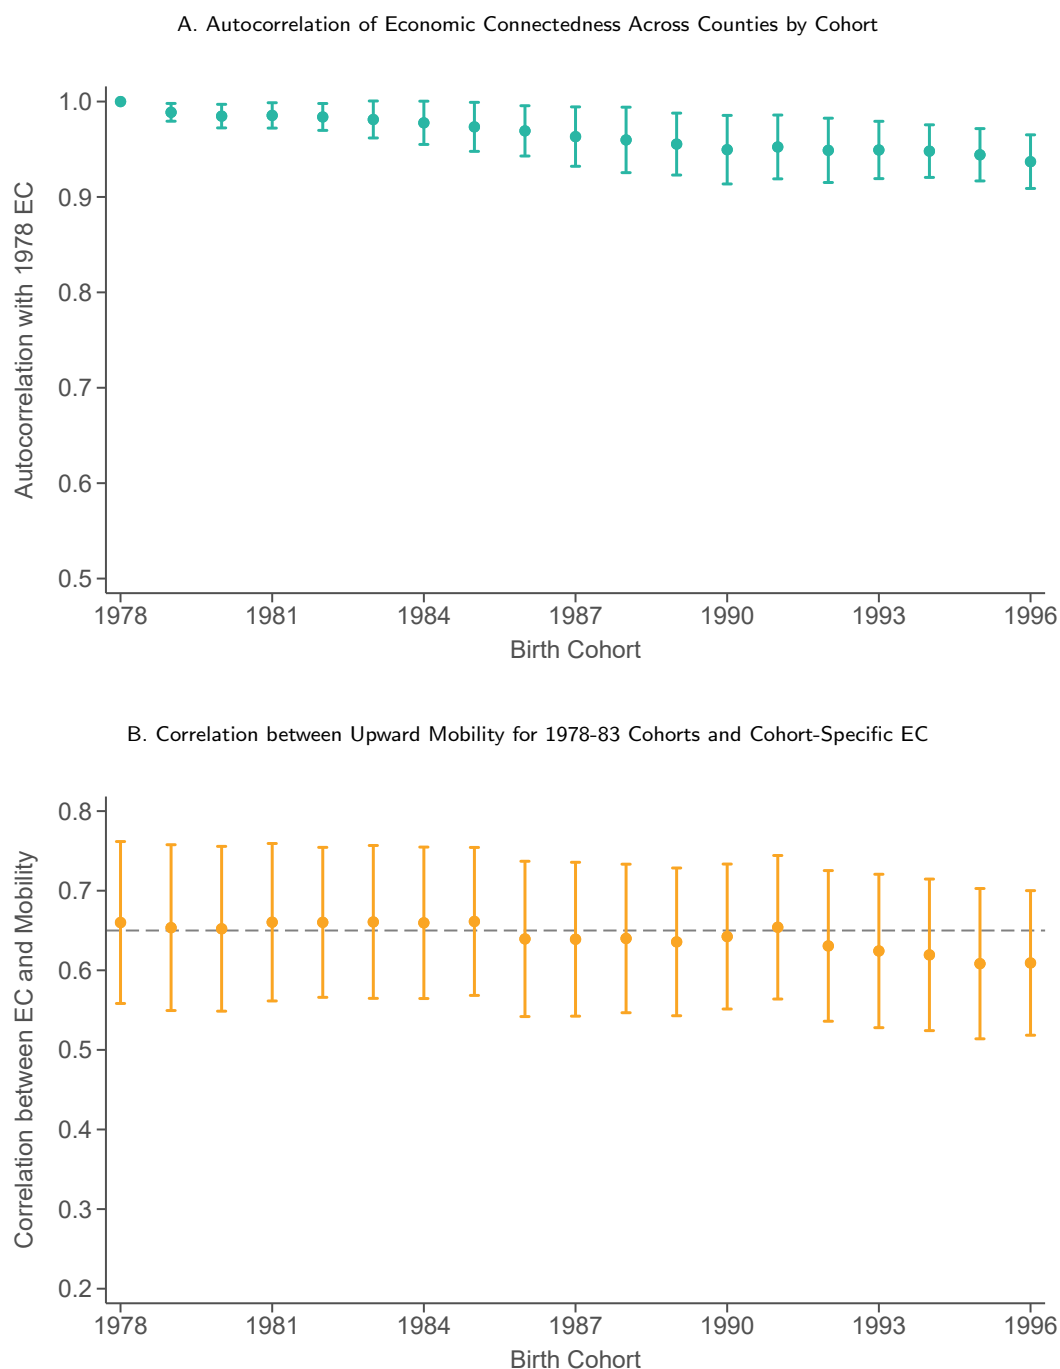 A. Autocorrelation of Economic Connectedness Across Counties by Cohort
Autocorrelation with 1978 EC
1.0
0.9
0.8
0.7
0.6
0.5
1978 1981 1984 1987 1990 1993 1996
Birth Cohort
B. Correlation between Upward Mobility for 1978-83 Cohorts and Cohort-Specific EC
Correlation between EC and Mobility
0.8
0.7
0.6
0.5
0.4
0.3
0.2
1978 1981 1984 1987 1990 1993 1996
Birth Cohort